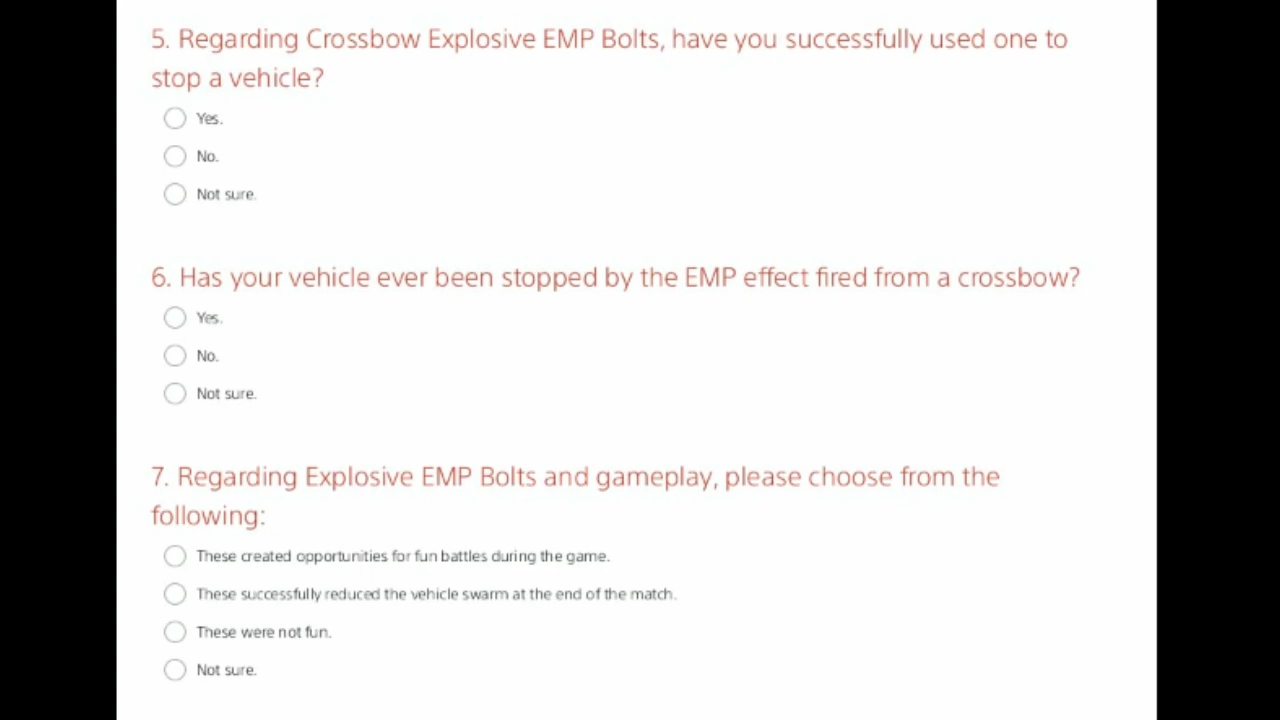 5. Regarding Crossbow Explosive EMP Bolts, have you successfully used one to
stop a vehicle?
Yes.
No.
Not sure.
6. Has your vehicle ever been stopped by the EMP effect fired from a crossbow?
Yes.
No.
Not sure.
7. Regarding Explosive EMP Bolts and gameplay, please choose from the
following:
These created opportunities for fun battles during the game.
These successfully reduced the vehicle swarm at the end of the match.
These were not fun.
Not sure.